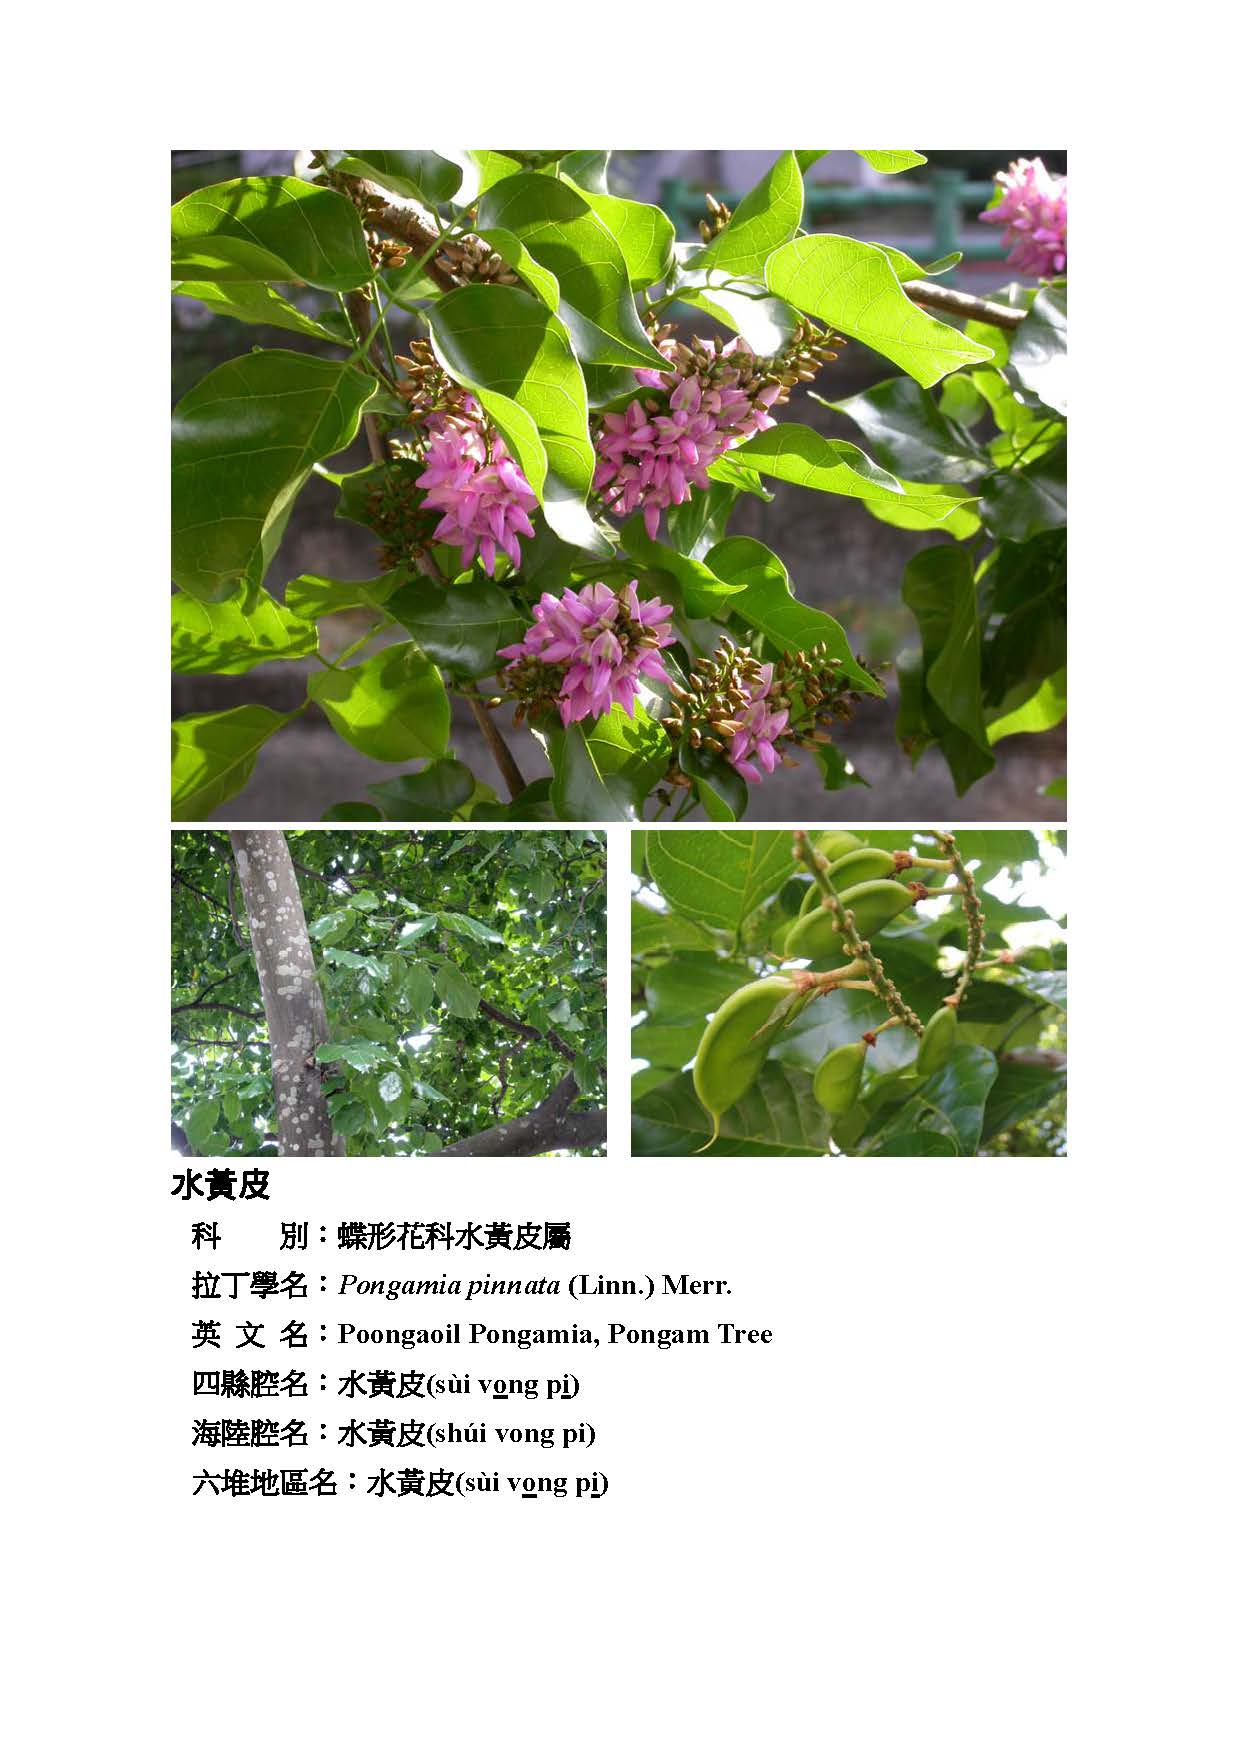 水黃皮
科　　別：蝶形花科水黃皮屬
拉丁學名：Pongamia pinnata (Linn.) Merr.
英 文 名：Poongaoil Pongamia, Pongam Tree
四縣腔名：水黃皮(sùi vong pi)
海陸腔名：水黃皮(shúi vong pi)
六堆地區名：水黃皮(sùi vong pi)